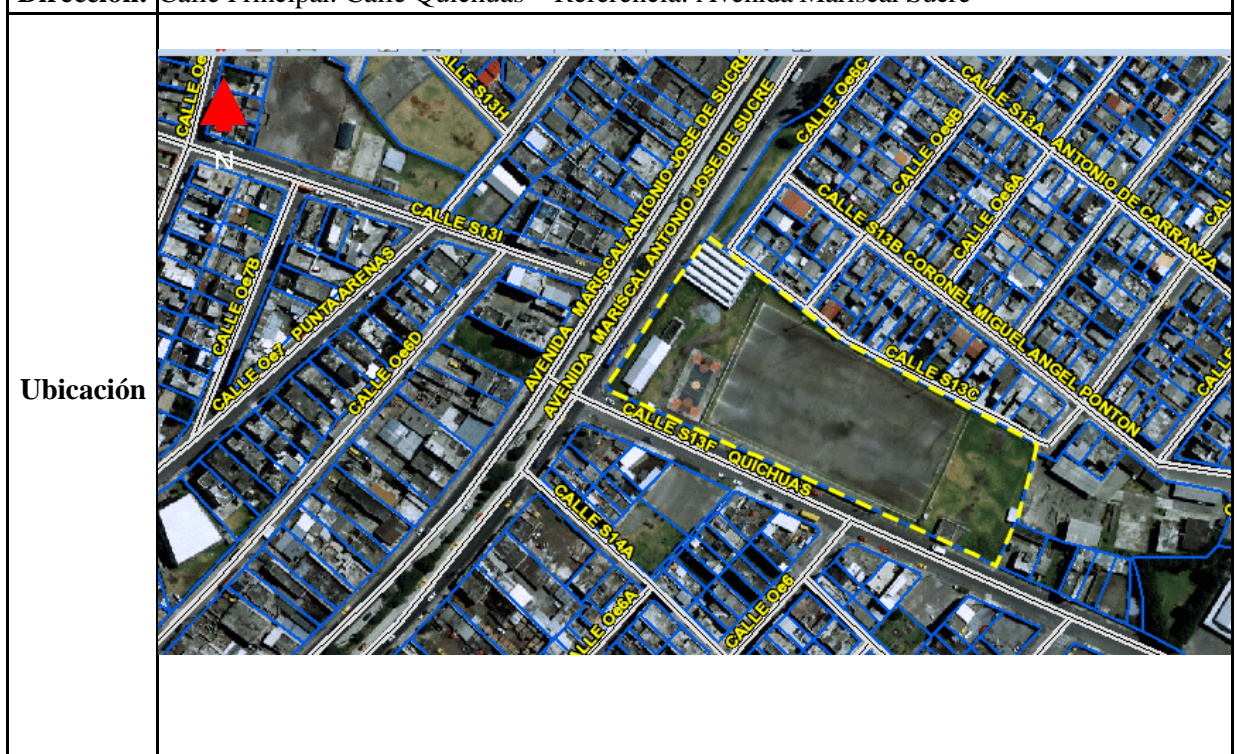 Dirección: Calle Principal: Calle Quichuas – Referencia: Avenida Mariscal Sucre
Ubicación
N
CALLE S13H
CALLE S13I
CALLE Oe7B
CALLE Oe7 PUNTA ARENAS
CALLE Oe6D
AVENIDA MARISCAL ANTONIO JOSE DE SUCRE
AVENIDA MARISCAL ANTONIO JOSE DE SUCRE
CALLE Oe6C
CALLE Oe6B
CALLE Oe6A
CALLE S13A ANTONIO DE CARRANZA
CALLE S13B CORONEL MIGUEL ANGEL PONTON
CALLE S13C
CALLE S13F QUICHUAS
CALLE S14A
CALLE Oe6A
CALLE Oe6